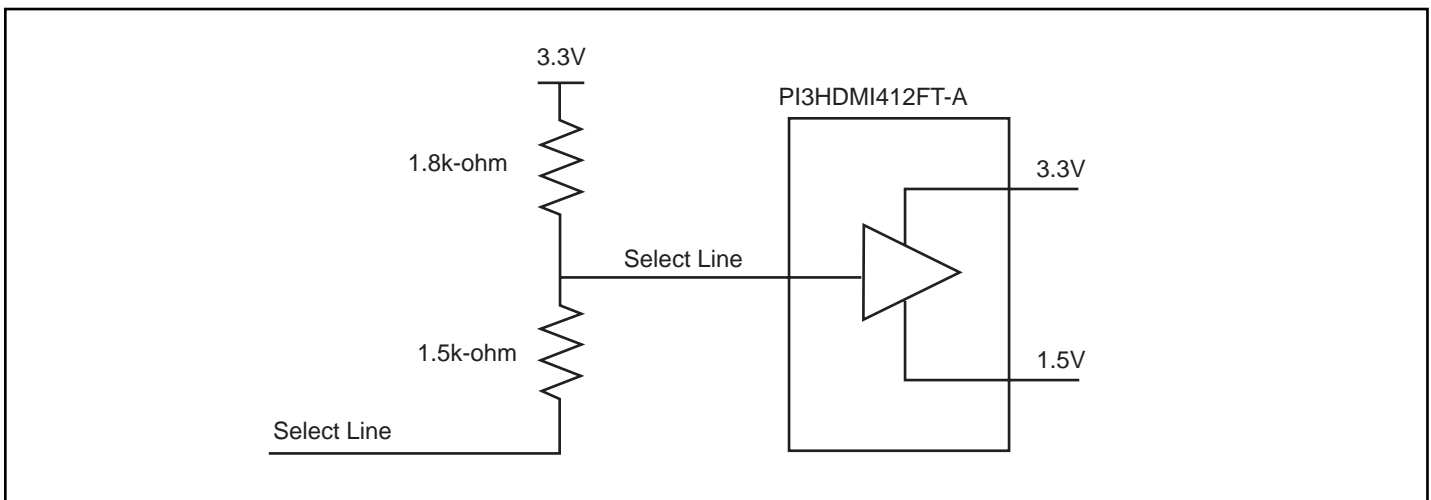 3.3V
PI3HDMI412FT-A
1.8k-ohm
3.3V
Select Line
1.5k-ohm
1.5V
Select Line